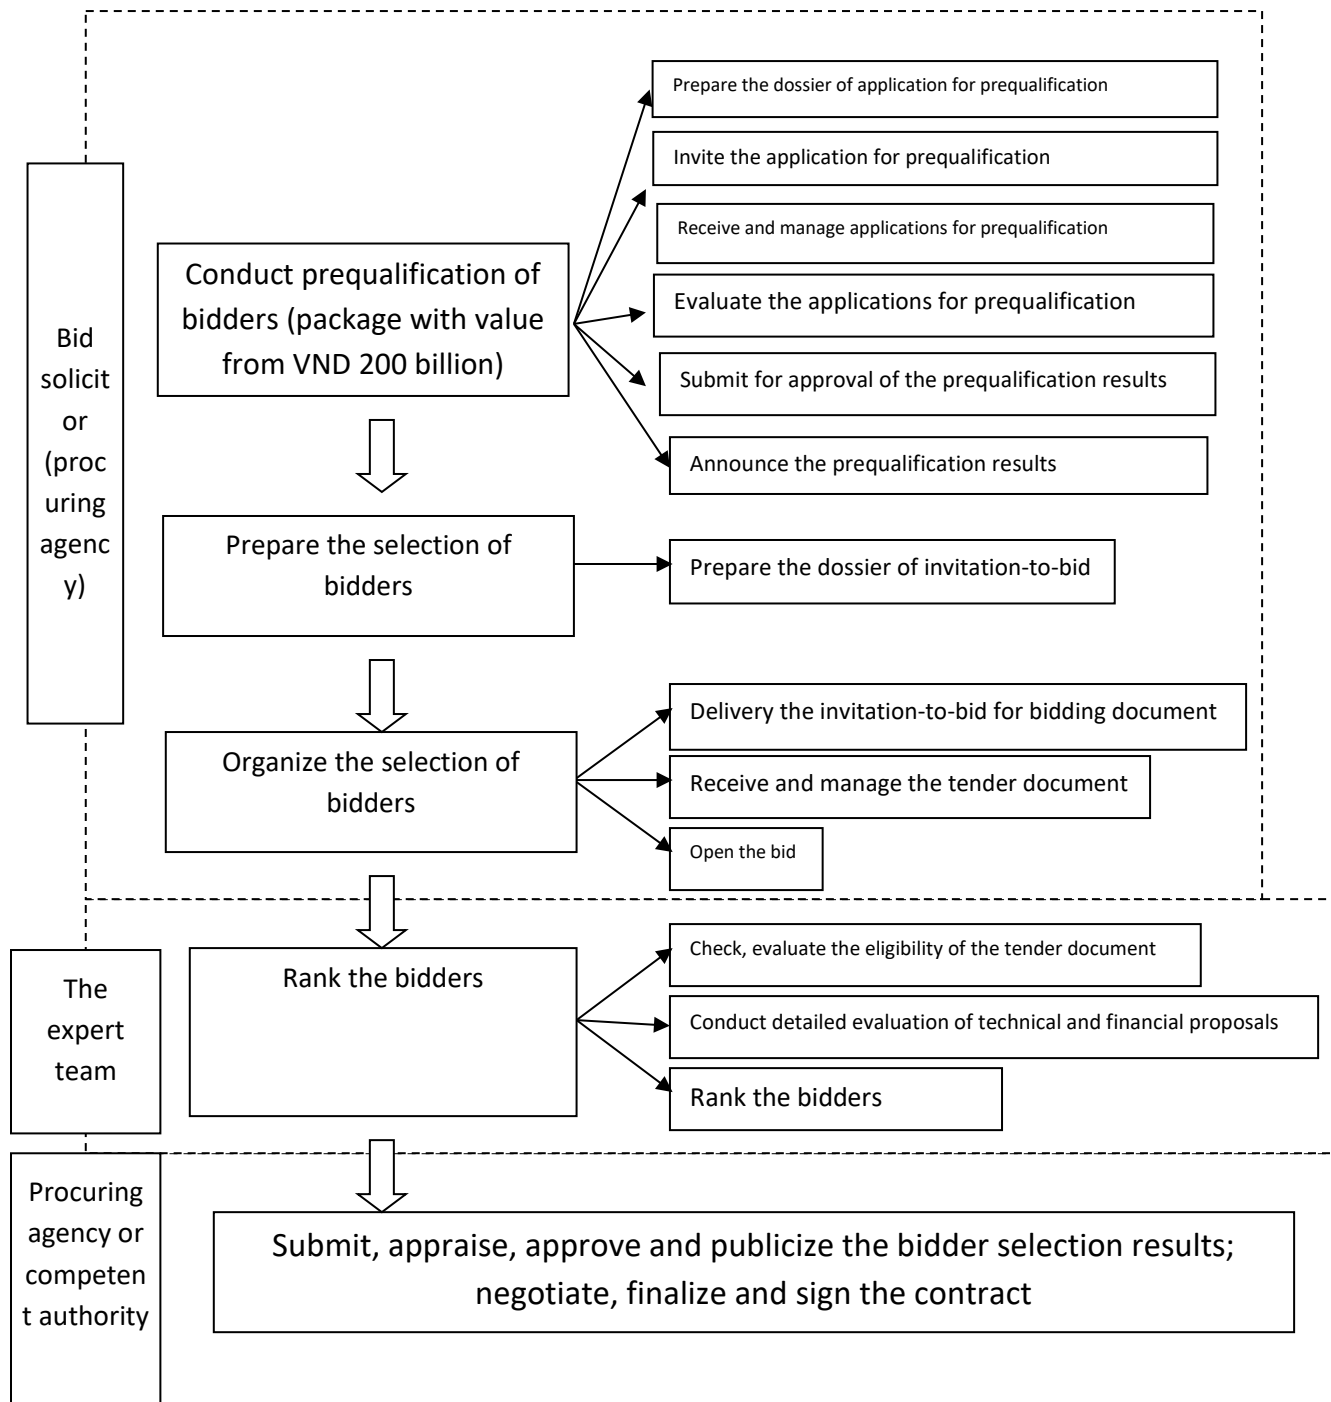 Prepare the dossier of application for prequalification
Invite the application for prequalification
Receive and manage applications for prequalification
Evaluate the applications for prequalification
Submit for approval of the prequalification results
Announce the prequalification results
Conduct prequalification of
bidders (package with value
from VND 200 billion)
Bid
solicit
or
(proc
uring
agenc
y)
Prepare the selection of
bidders
Prepare the dossier of invitation-to-bid
Organize the selection of
bidders
Delivery the invitation-to-bid for bidding document
Receive and manage the tender document
Open the bid
The
expert
team
Rank the bidders
Check, evaluate the eligibility of the tender document
Conduct detailed evaluation of technical and financial proposals
Rank the bidders
Procuring
agency or
competen
t authority
Submit, appraise, approve and publicize the bidder selection results;
negotiate, finalize and sign the contract